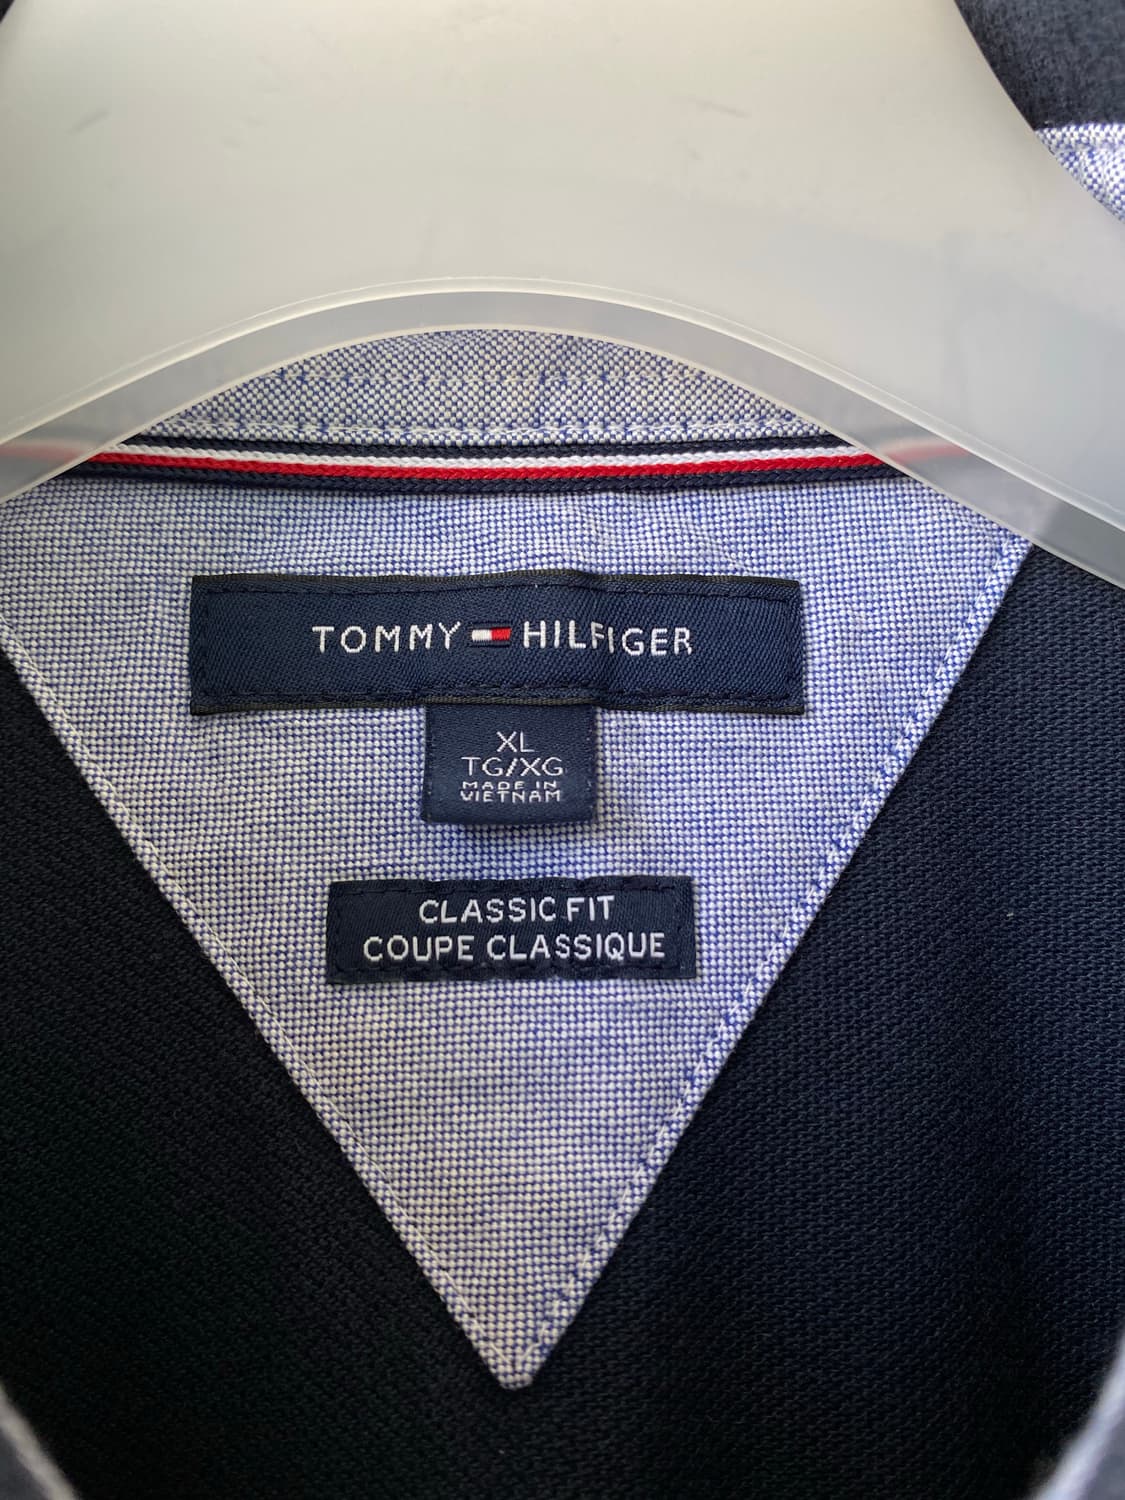 TOMMY HILFIGER
XL
TG/XG
MADE IN
VIETNAM
CLASSIC FIT
COUPE CLASSIQUE